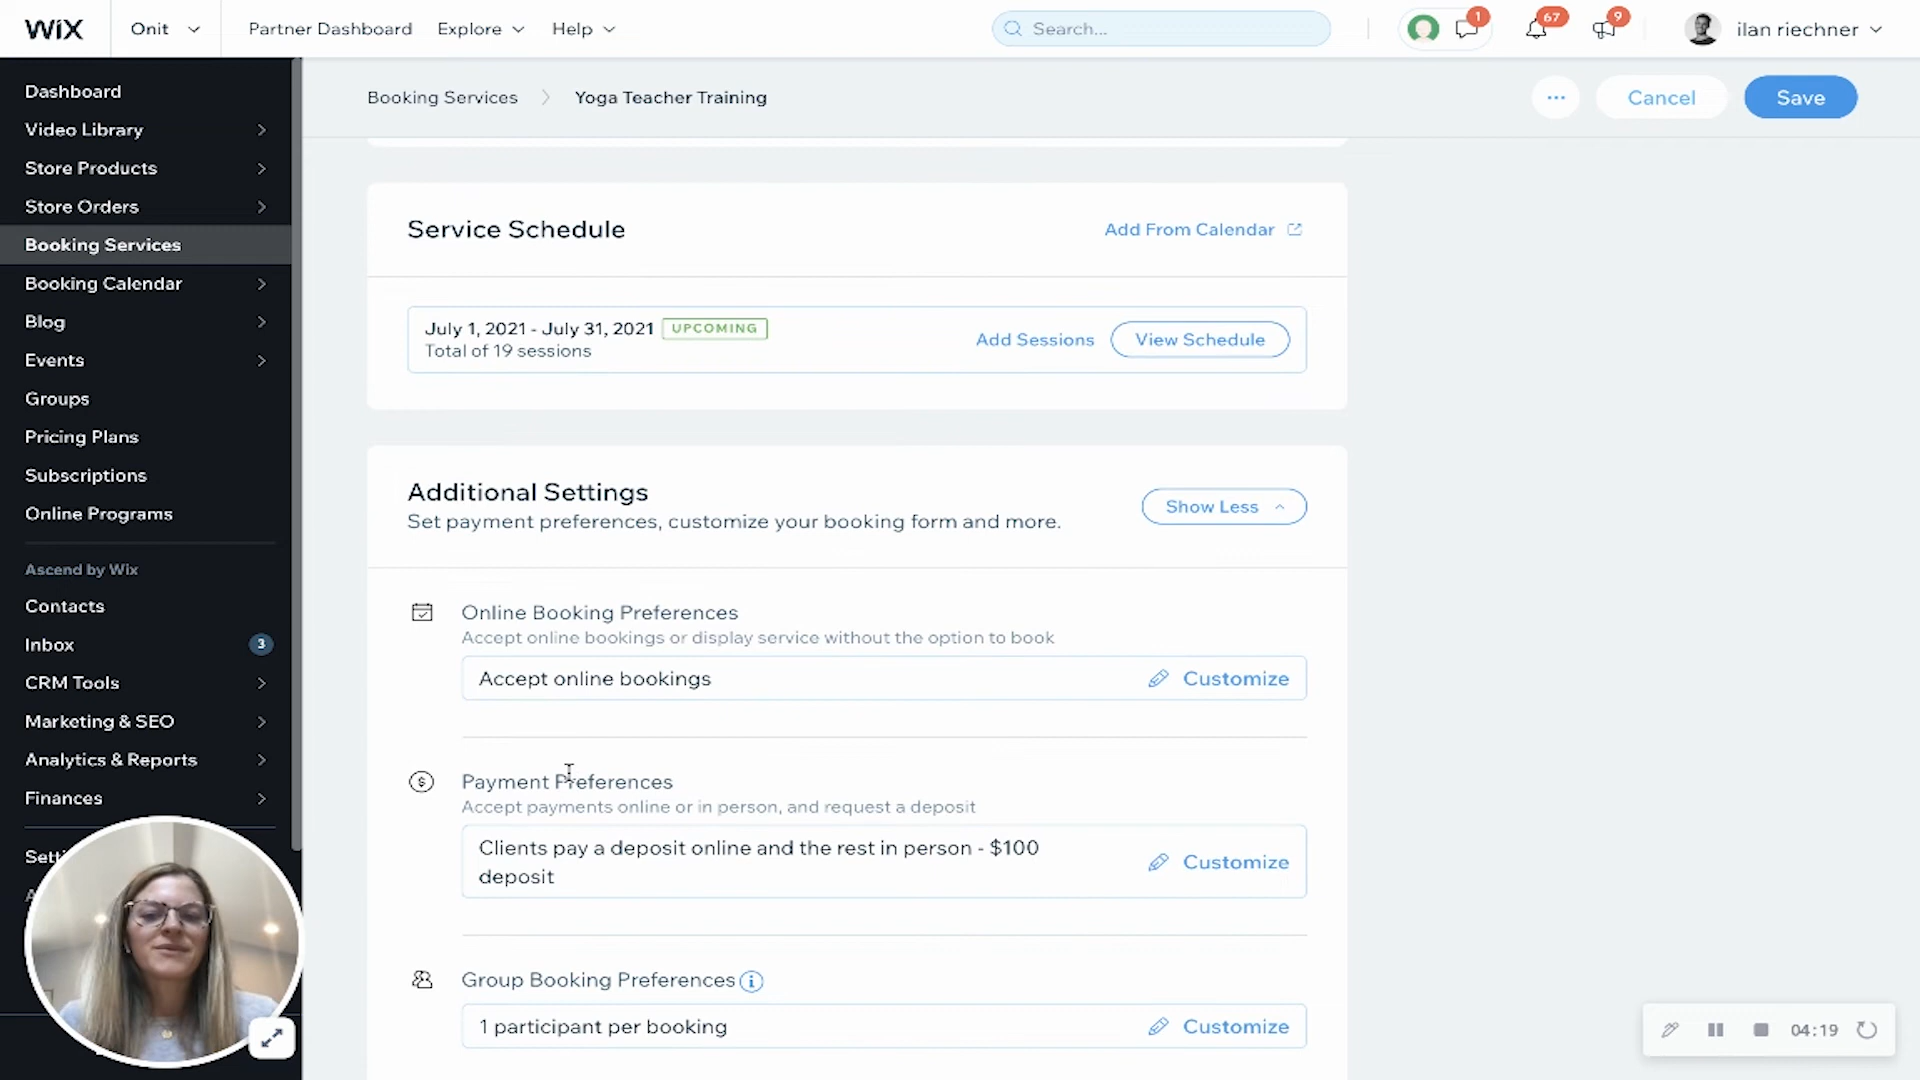 WiX
Onit
Partner Dashboard
Explore
Help
Search...
1
67
9
ilan riechner
Dashboard
Video Library
Store Products
Store Orders
Booking Services
Booking Calendar
Blog
Events
Groups
Pricing Plans
Subscriptions
Online Programs
Ascend by Wix
Contacts
Inbox
3
CRM Tools
Marketing & SEO
Analytics & Reports
Finances
Booking Services
Yoga Teacher Training
Cancel
Save
Service Schedule
Add From Calendar
July 1, 2021 - July 31, 2021 UPCOMING
Total of 19 sessions
Add Sessions
View Schedule
Additional Settings
Set payment preferences, customize your booking form and more.
Show Less
Online Booking Preferences
Accept online bookings or display service without the option to book
Accept online bookings
Customize
Payment Preferences
Accept payments online or in person, and request a deposit
Clients pay a deposit online and the rest in person - $100
deposit
Customize
Group Booking Preferences
1 participant per booking
Customize
04:19